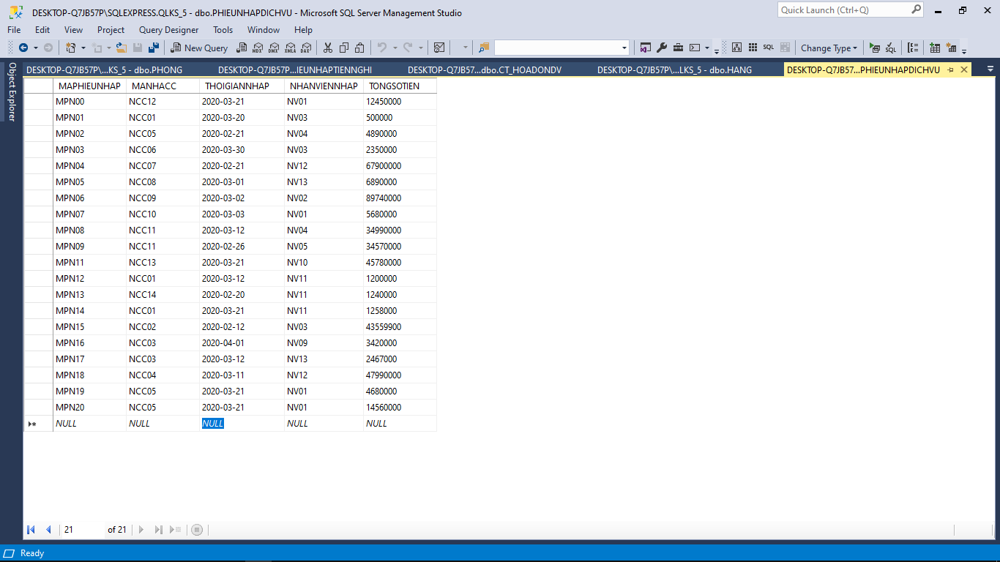 DESKTOP-Q7JB57P\SQLEXPRESS.QLKS_5 - dbo.PHIEUNHAPDICHVU - Microsoft SQL Server Management Studio
Quick Launch (Ctrl+Q)
File Edit View Project Query Designer Tools Window Help
New Query MDX DMX XMLA DAX SQL Change Type
DESKTOP-Q7JB57P\...KS_5 - dbo.PHONG DESKTOP-Q7JB57P...IEUNHAPTIENNGHI DESKTOP-Q7JB57...dbo.CT_HOADONDV DESKTOP-Q7JB57P\...LKS_5 - dbo.HANG DESKTOP-Q7JB57...PHIEUNHAPDICHVU
Object Explorer
MAPHIEUNHAP MANHACC THOIGIANNHAP NHANVIENNHAP TONGSOTIEN
MPN00 NCC12 2020-03-21 NV01 12450000
MPN01 NCC01 2020-03-20 NV03 500000
MPN02 NCC05 2020-02-21 NV04 4890000
MPN03 NCC06 2020-03-30 NV03 2350000
MPN04 NCC07 2020-02-21 NV12 67900000
MPN05 NCC08 2020-03-01 NV13 6890000
MPN06 NCC09 2020-03-02 NV02 89740000
MPN07 NCC10 2020-03-03 NV01 5680000
MPN08 NCC11 2020-03-12 NV04 34990000
MPN09 NCC11 2020-02-26 NV05 34570000
MPN11 NCC13 2020-03-21 NV10 45780000
MPN12 NCC01 2020-03-12 NV11 1200000
MPN13 NCC14 2020-02-20 NV11 1240000
MPN14 NCC01 2020-03-21 NV11 1258000
MPN15 NCC02 2020-02-12 NV03 43559900
MPN16 NCC03 2020-04-01 NV09 3420000
MPN17 NCC03 2020-03-12 NV13 2467000
MPN18 NCC04 2020-03-11 NV12 47990000
MPN19 NCC05 2020-03-21 NV01 4680000
MPN20 NCC05 2020-03-21 NV01 14560000
NULL NULL NULL NULL NULL
21 of 21
Ready